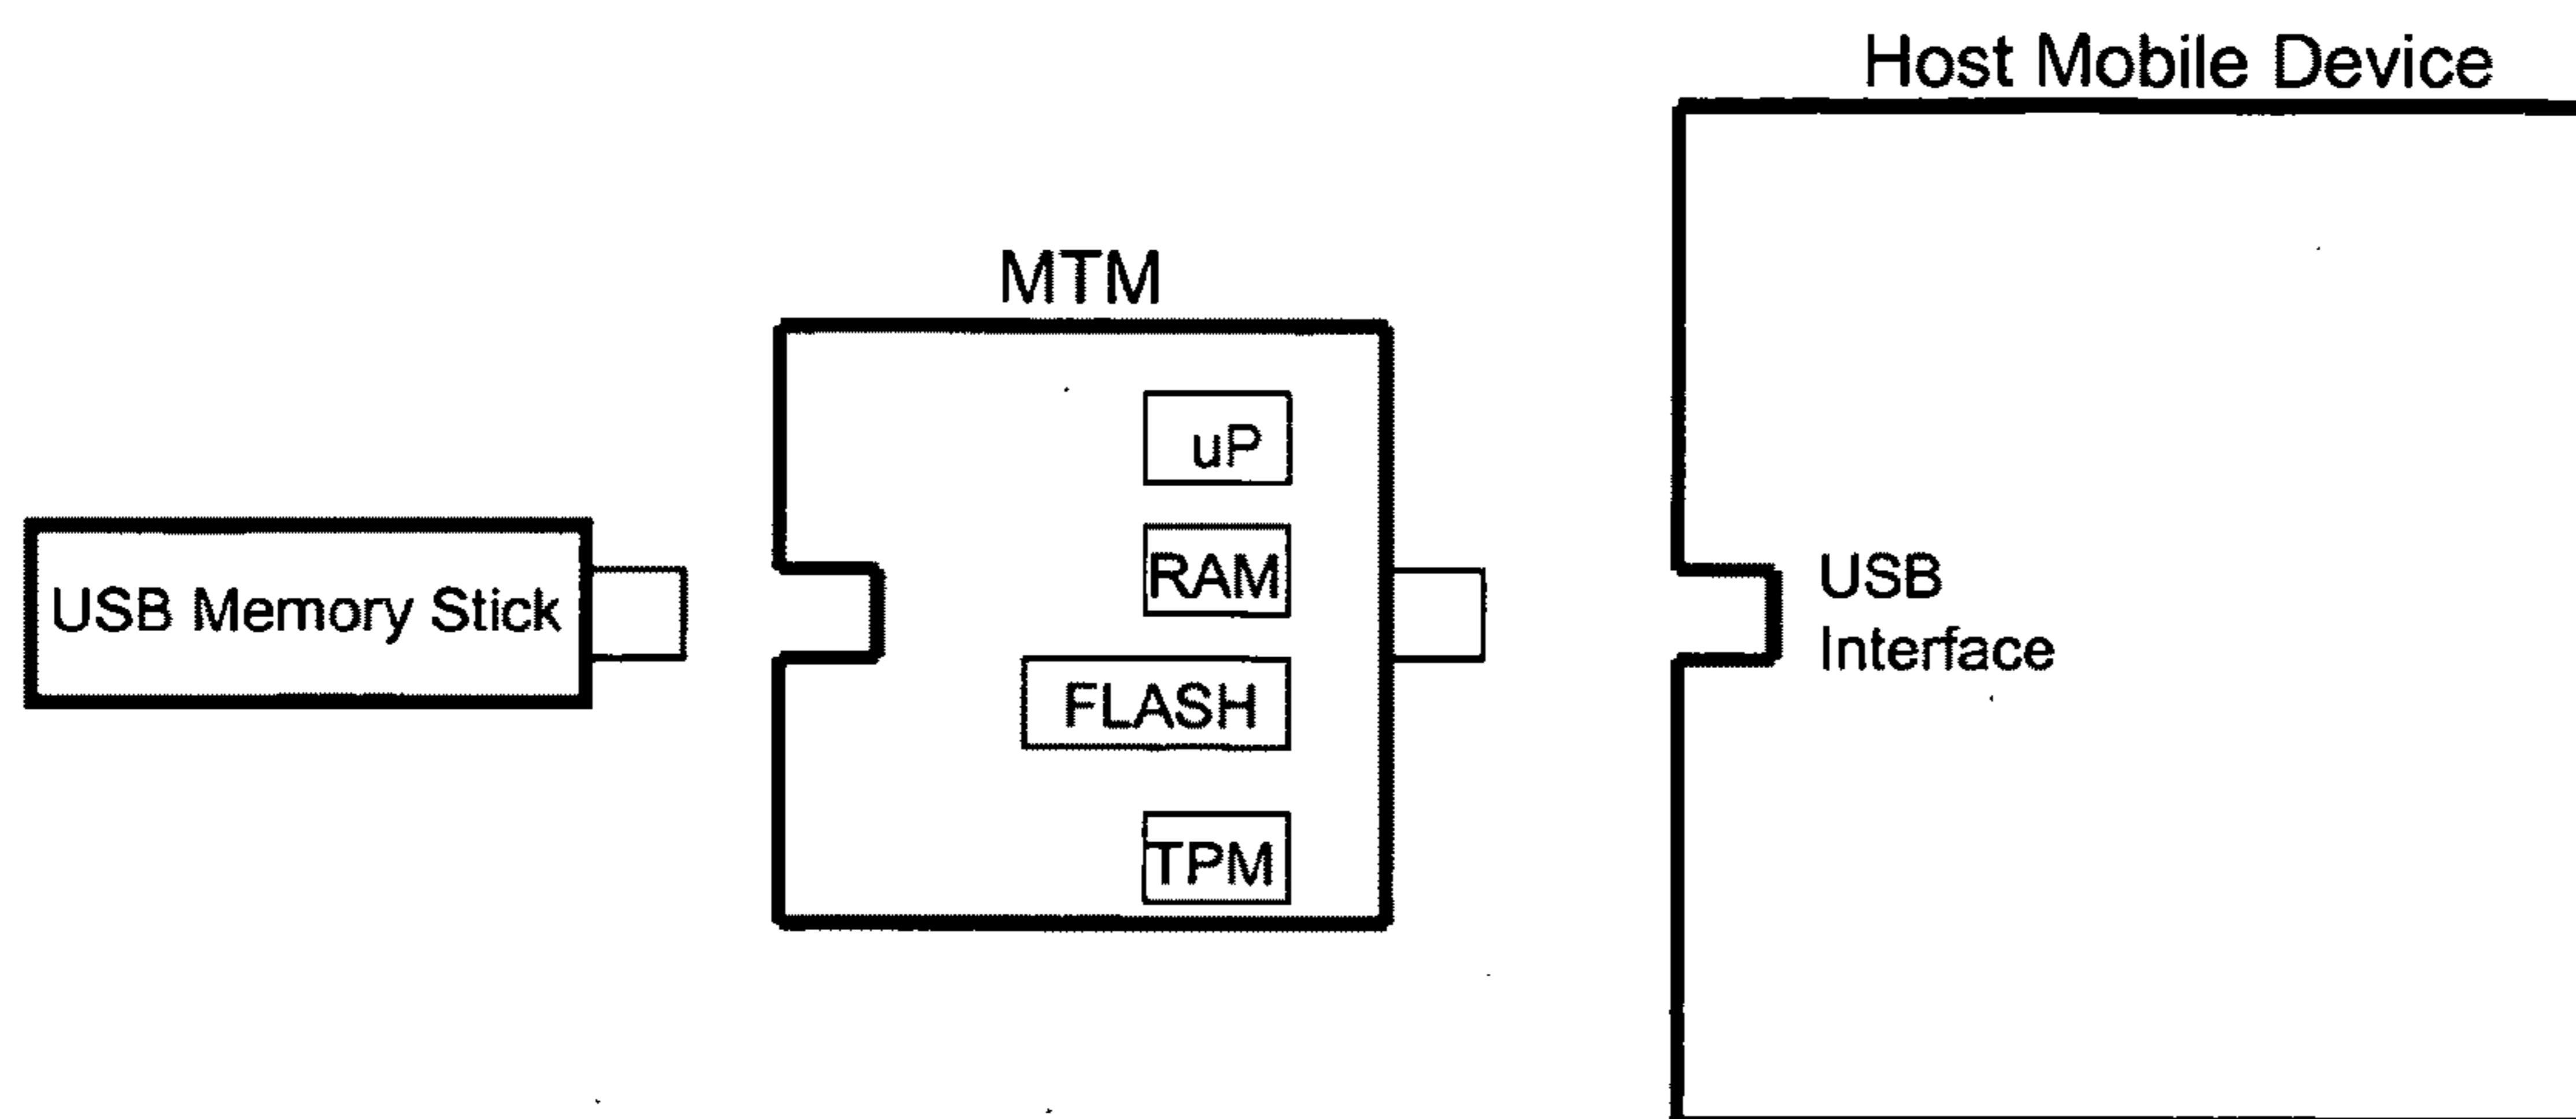 Host Mobile Device
MTM
uP
RAM
USB Memory Stick
USB
Interface
FLASH
TPM